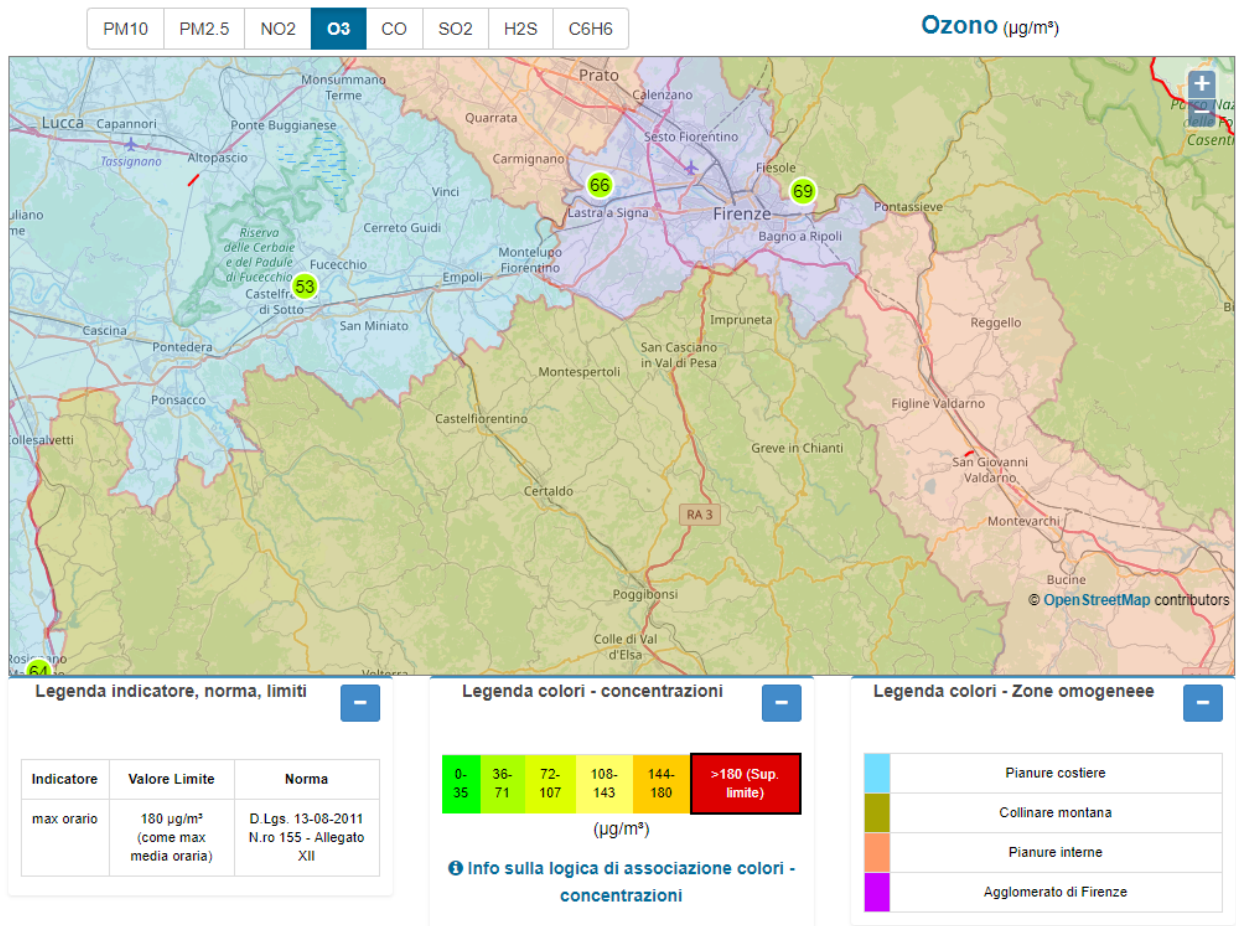 PM10 PM2.5 NO2 O3 CO SO2 H2S C6H6
Ozono (µg/m³)
Monsummano
Terme
Prato
Calenzano
Quarrata
Lucca
Capannori
Ponte Buggianese
Sesto Fiorentino
Tassignano
Altopascio
Carmignano
Fiesole
Vinci
66
69
Lastra a Signa
Firenze
Pontassieve
Cerreto Guidi
Bagno a Ripoli
Riserva
delle Cerbaie
e del Padule
di Fucecchio
Fucecchio
Montelupo
Fiorentino
Empoli
53
di Sotto
San Miniato
Cascina
Pontedera
Impruneta
Reggello
San Casciano
in Val di Pesa
Montespertoli
Ponsacco
Castelfiorentino
Figline Valdarno
ollesalvetti
Greve in Chianti
San Giovanni
Valdarno
Certaldo
RA 3
Montevarchi
Bucine
Poggibonsi
© OpenStreetMap contributors
Colle di Val
d'Elsa
64
Volterra
+
−
Legenda indicatore, norma, limiti
−
Indicatore Valore Limite Norma
max orario 180 µg/m³ D.Lgs. 13-08-2011
(come max N.ro 155 - Allegato
media oraria) XII
Legenda colori - concentrazioni
−
0- 36- 72- 108- 144- >180 (Sup.
35 71 107 143 180 limite)
(µg/m³)
Info sulla logica di associazione colori -
concentrazioni
Legenda colori - Zone omogeneee
−
Pianure costiere
Collinare montana
Pianure interne
Agglomerato di Firenze